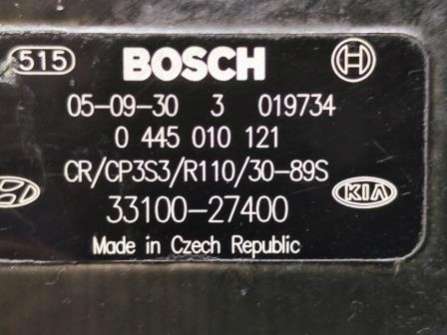 515 BOSCH
05-09-30 3 019734
0 445 010 121
CR/CP3S3/R110/30-89S
KIA
33100-27400
Made in Czech Republic